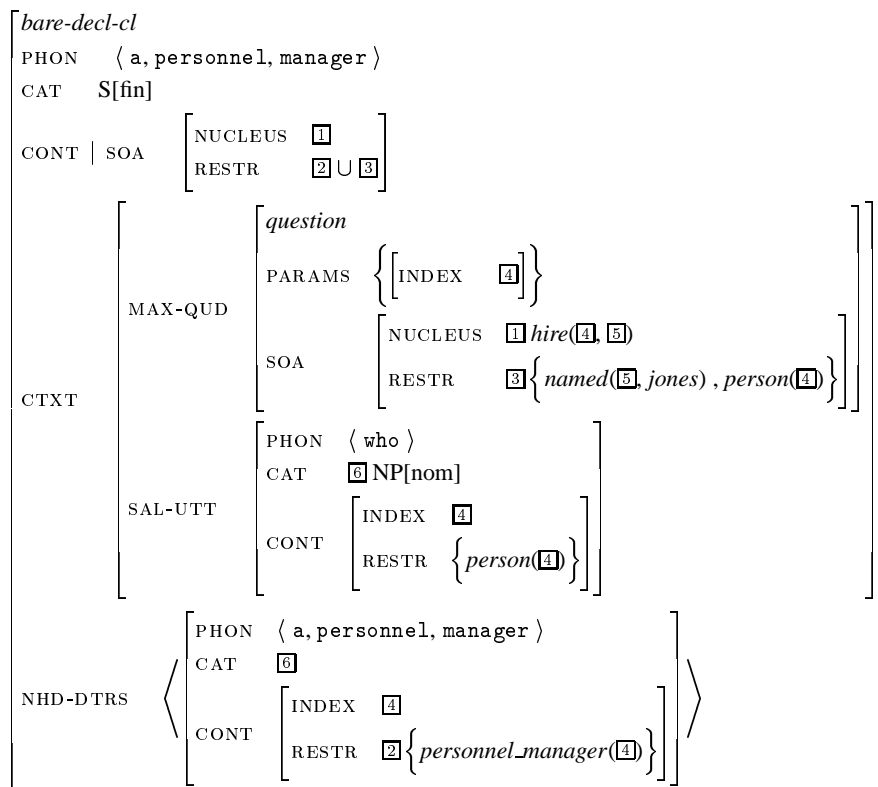 bare-decl-cl
PHON ⟨ a, personnel, manager ⟩
CAT S[fin]
CONT | SOA
NUCLEUS 1
RESTR 2 ∪ 3
CTXT
MAX-QUD
question
PARAMS { [ INDEX 4 ] }
SOA
NUCLEUS 1 hire(4, 5)
RESTR 3 { named(5, jones) , person(4) }
SAL-UTT
PHON ⟨ who ⟩
CAT 6 NP[nom]
CONT
INDEX 4
RESTR { person(4) }
NHD-DTRS
PHON ⟨ a, personnel, manager ⟩
CAT 6
CONT
INDEX 4
RESTR 2 { personnel_manager(4) }